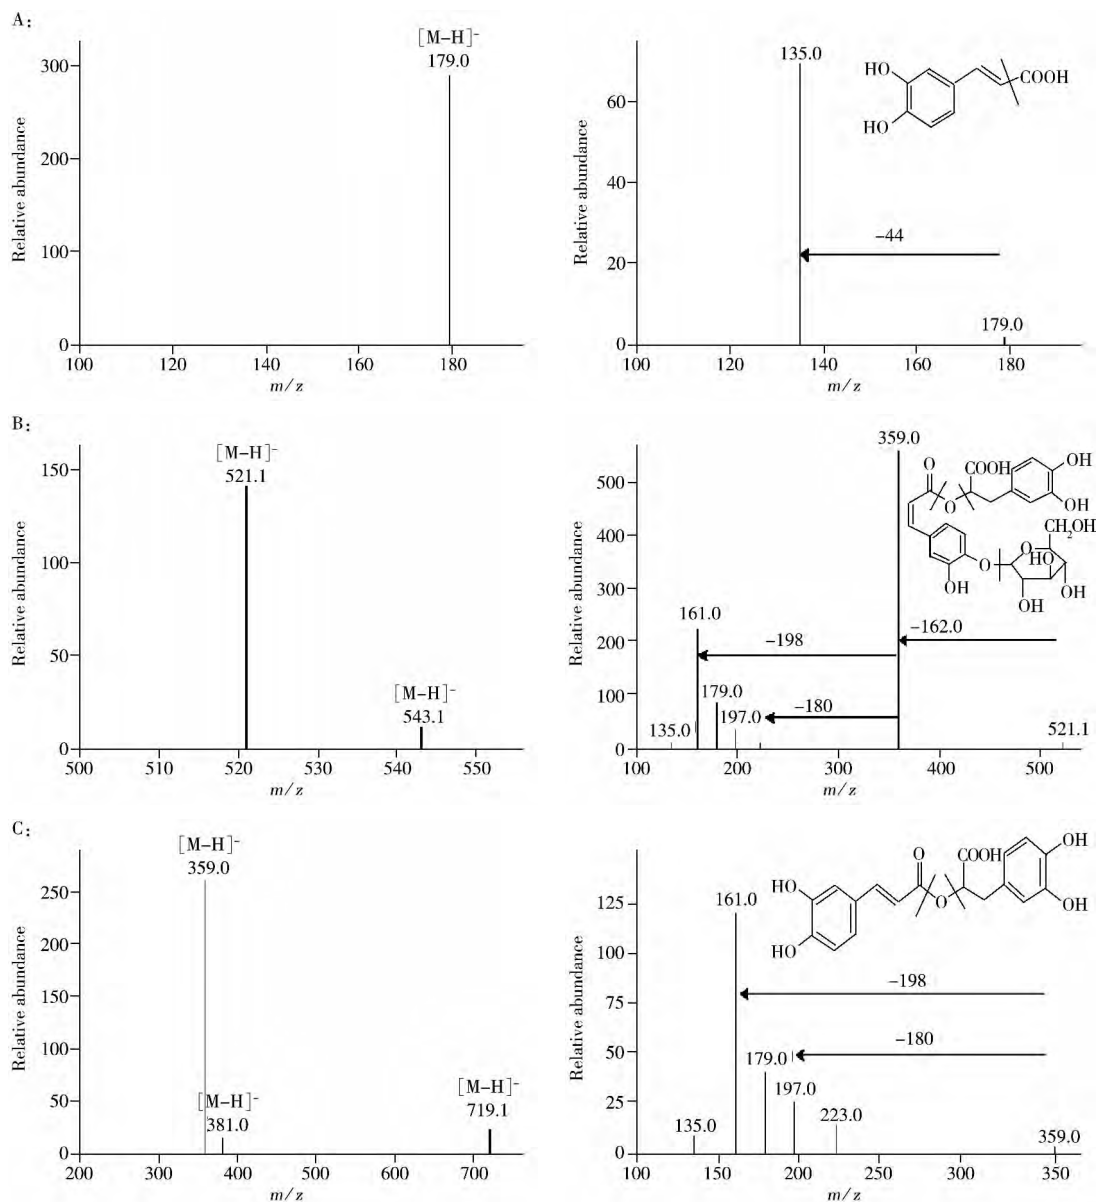 A:
[M-H]⁻
179.0
300
200
100
0
100 120 140 160 180
m/z
Relative abundance
135.0
HO
HO
COOH
60
40
20
0
-44
179.0
100 120 140 160 180
m/z
Relative abundance
B:
[M-H]⁻
521.1
150
100
50
0
[M-H]⁻
543.1
500 510 520 530 540 550
m/z
Relative abundance
359.0
O
COOH
OH
O
OH
CH₂OH
O
O
HO
OH
OH
HO
OH
500
400
300
200
100
0
161.0
-198
-162.0
179.0
197.0
-180
135.0
521.1
100 200 300 400 500
m/z
Relative abundance
C:
[M-H]⁻
359.0
250
200
150
100
50
0
[M-H]⁻
381.0
[M-H]⁻
719.1
200 300 400 500 600 700
m/z
Relative abundance
O
COOH
OH
HO
O
OH
HO
161.0
125
100
75
50
25
0
-198
-180
179.0
197.0
223.0
135.0
359.0
100 150 200 250 300 350
m/z
Relative abundance